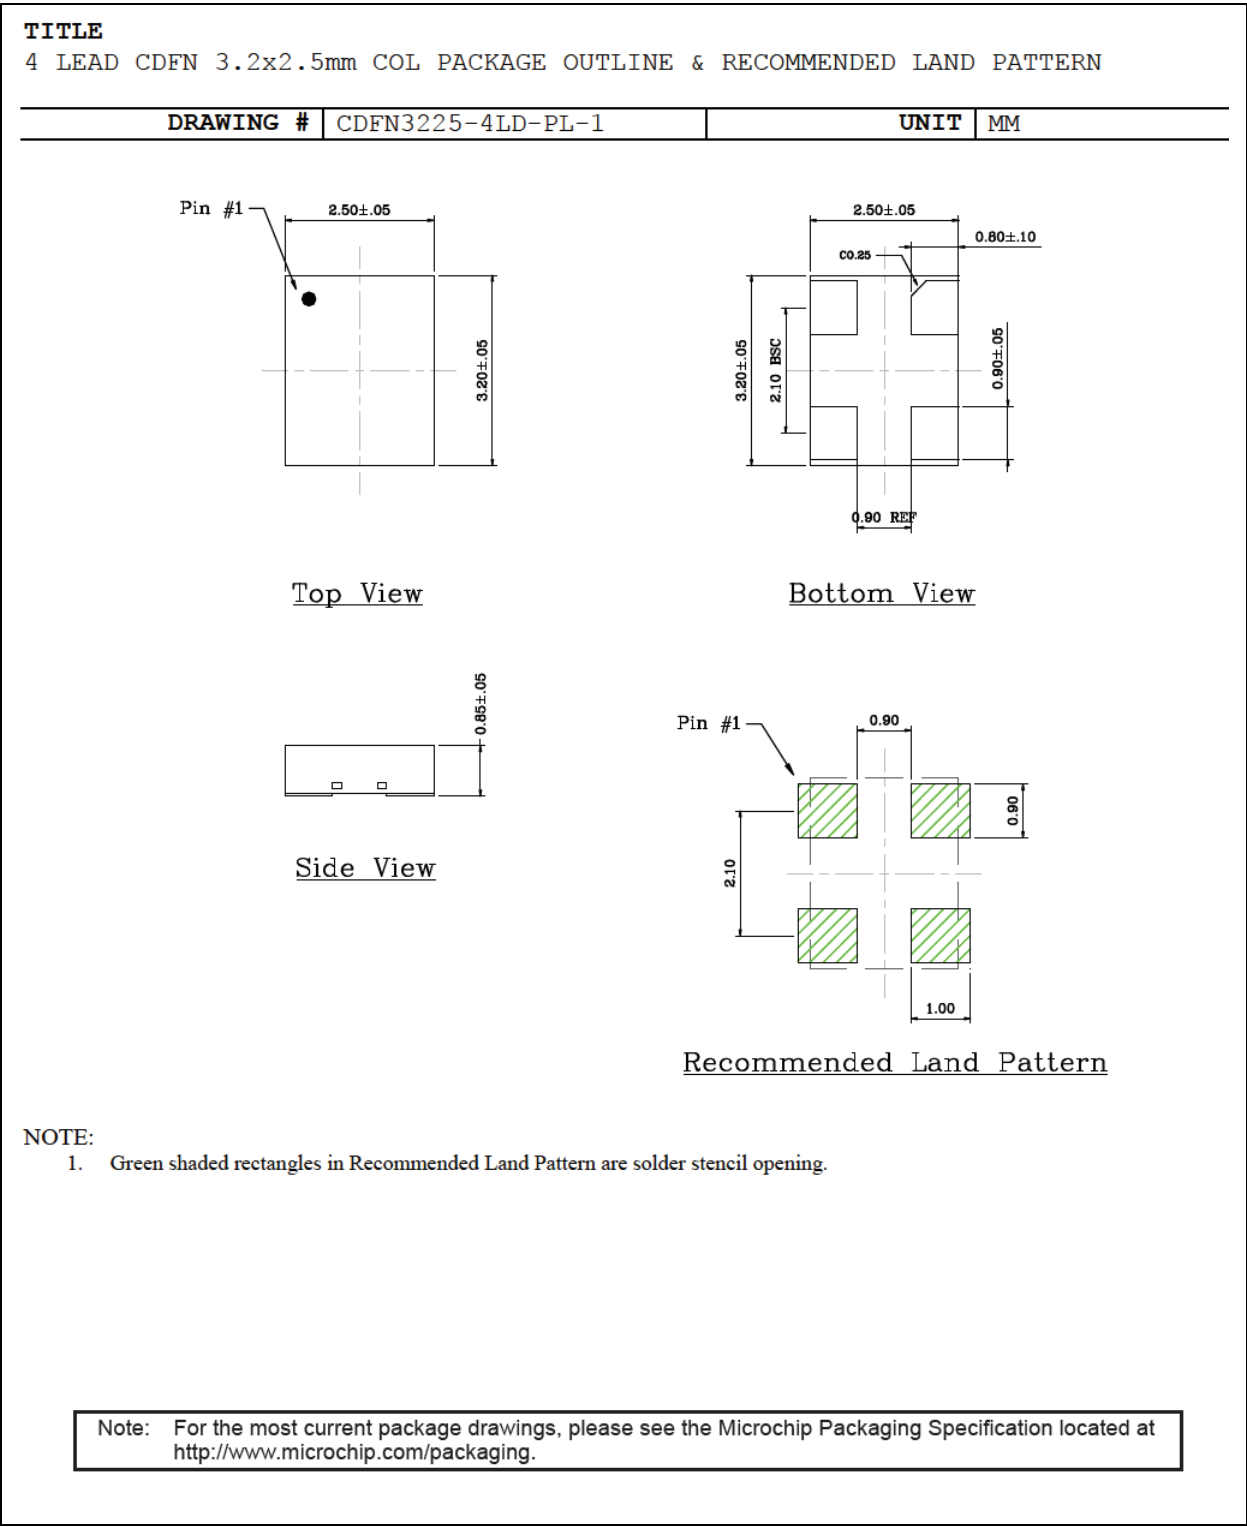 TITLE
4 LEAD CDFN 3.2x2.5mm COL PACKAGE OUTLINE & RECOMMENDED LAND PATTERN
DRAWING # CDFN3225-4LD-PL-1 UNIT MM
Pin #1
2.50±.05
3.20±.05
Top View
2.50±.05
0.80±.10
C0.25
3.20±.05
2.10 BSC
0.90±.05
0.90 REF
Bottom View
0.85±.05
Side View
Pin #1
0.90
0.90
2.10
1.00
Recommended Land Pattern
NOTE:
1. Green shaded rectangles in Recommended Land Pattern are solder stencil opening.
Note: For the most current package drawings, please see the Microchip Packaging Specification located at
http://www.microchip.com/packaging.